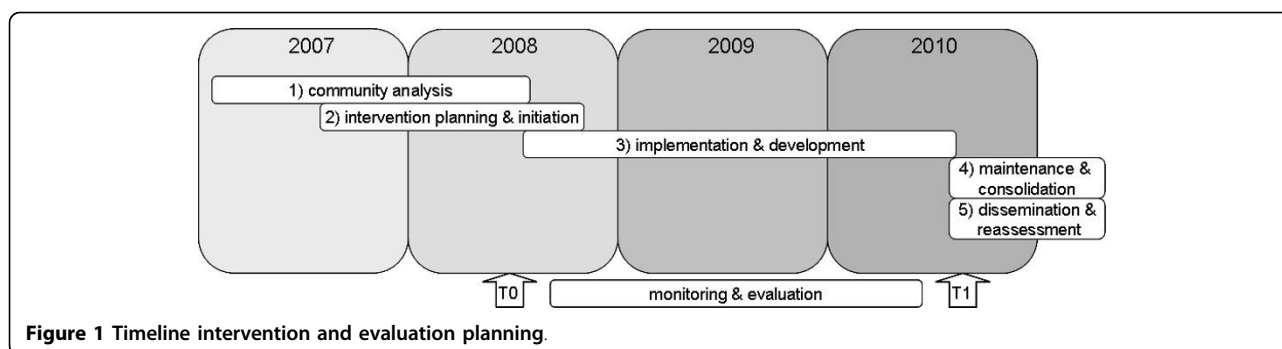 2007 2008 2009 2010
1) community analysis
2) intervention planning & initiation
3) implementation & development
4) maintenance &
consolidation
5) dissemination &
reassessment
T0 monitoring & evaluation T1
Figure 1 Timeline intervention and evaluation planning.